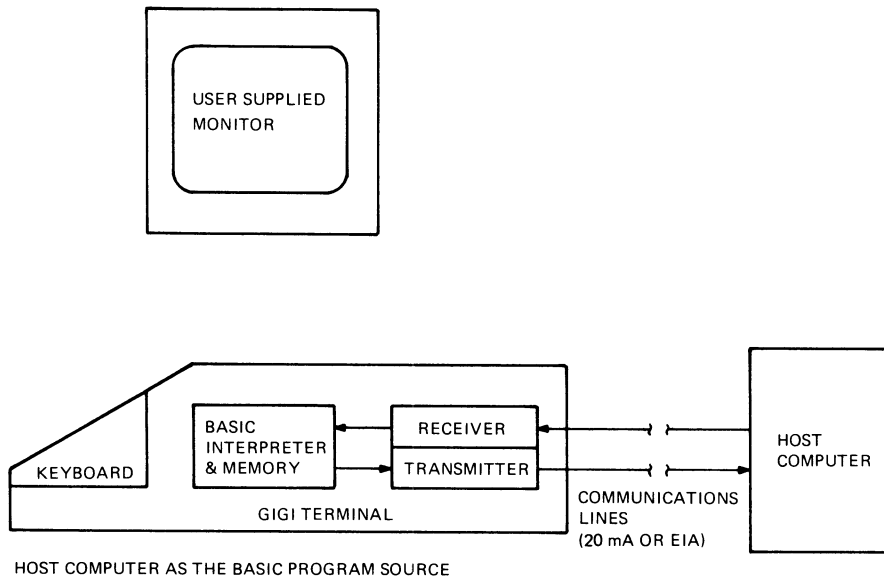 USER SUPPLIED
MONITOR
KEYBOARD
BASIC
INTERPRETER
& MEMORY
RECEIVER
TRANSMITTER
GIGI TERMINAL
COMMUNICATIONS
LINES
(20 mA OR EIA)
HOST
COMPUTER
HOST COMPUTER AS THE BASIC PROGRAM SOURCE